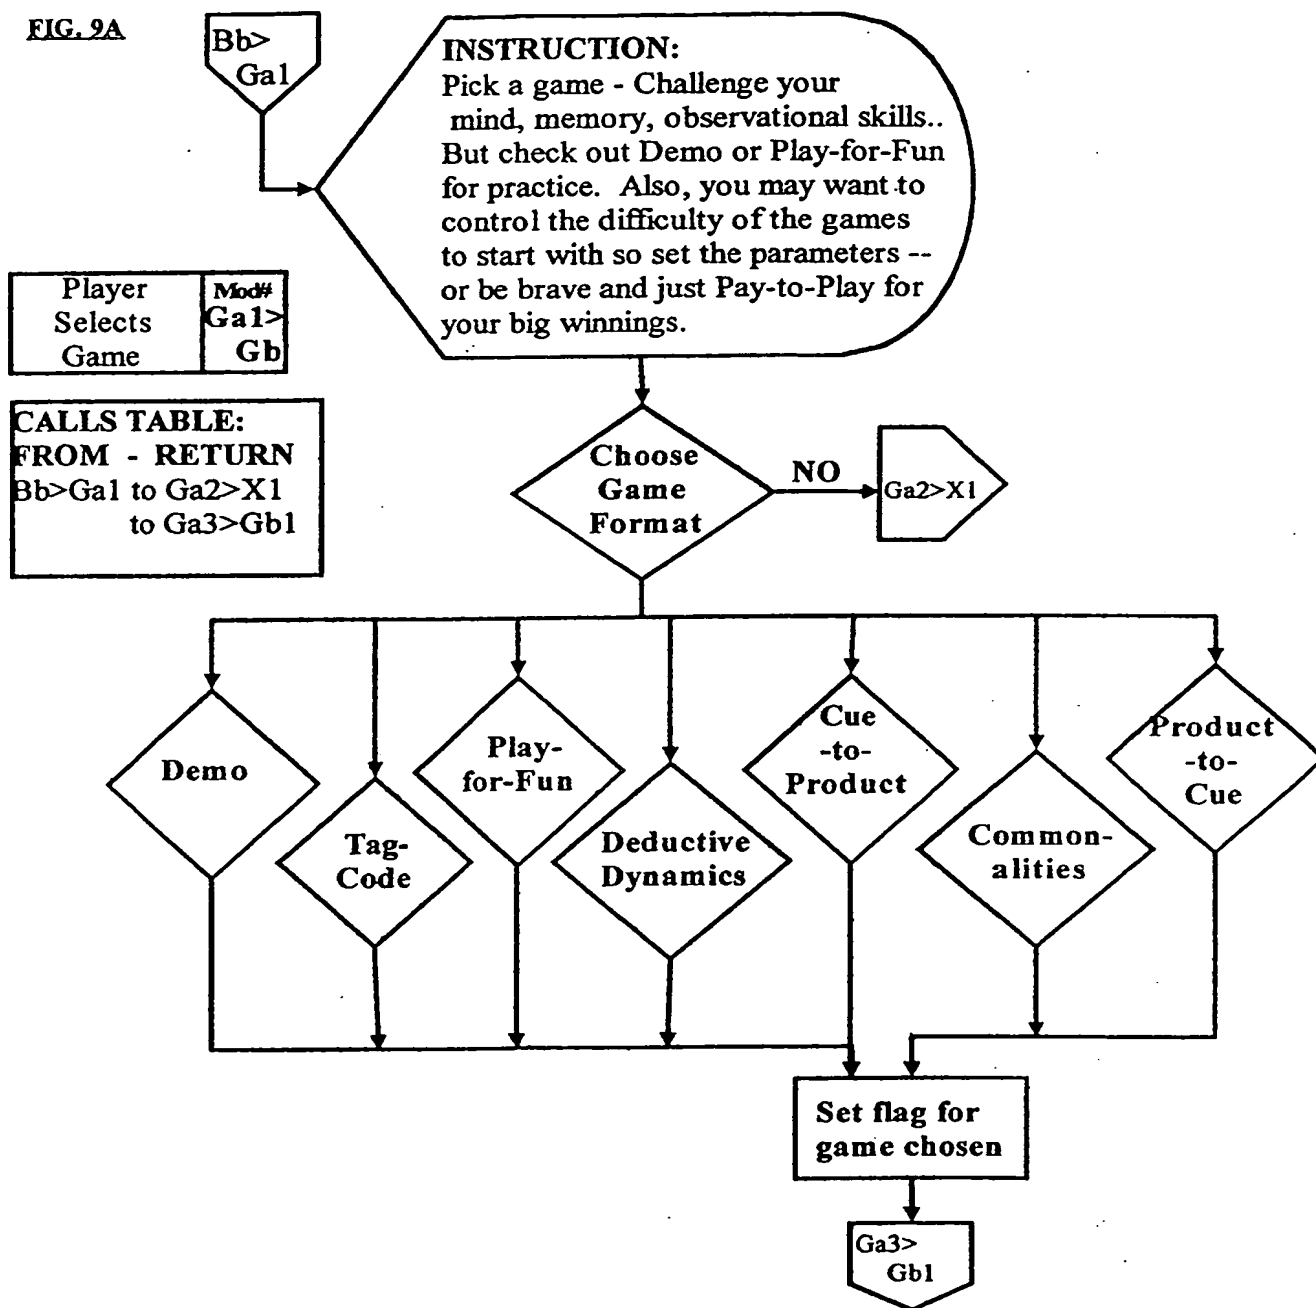 FIG. 9A
Bb>
Ga1
INSTRUCTION:
Pick a game - Challenge your
mind, memory, observational skills..
But check out Demo or Play-for-Fun
for practice. Also, you may want to
control the difficulty of the games
to start with so set the parameters --
or be brave and just Pay-to-Play for
your big winnings.
Player
Selects
Game
Mod#
Ga1>
Gb
CALLS TABLE:
FROM - RETURN
Bb>Ga1 to Ga2>X1
to Ga3>Gb1
Choose
Game
Format
NO
Ga2>X1
Demo
Tag-
Code
Play-
for-Fun
Deductive
Dynamics
Cue
-to-
Product
Common-
alities
Product
-to-
Cue
Set flag for
game chosen
Ga3>
Gb1